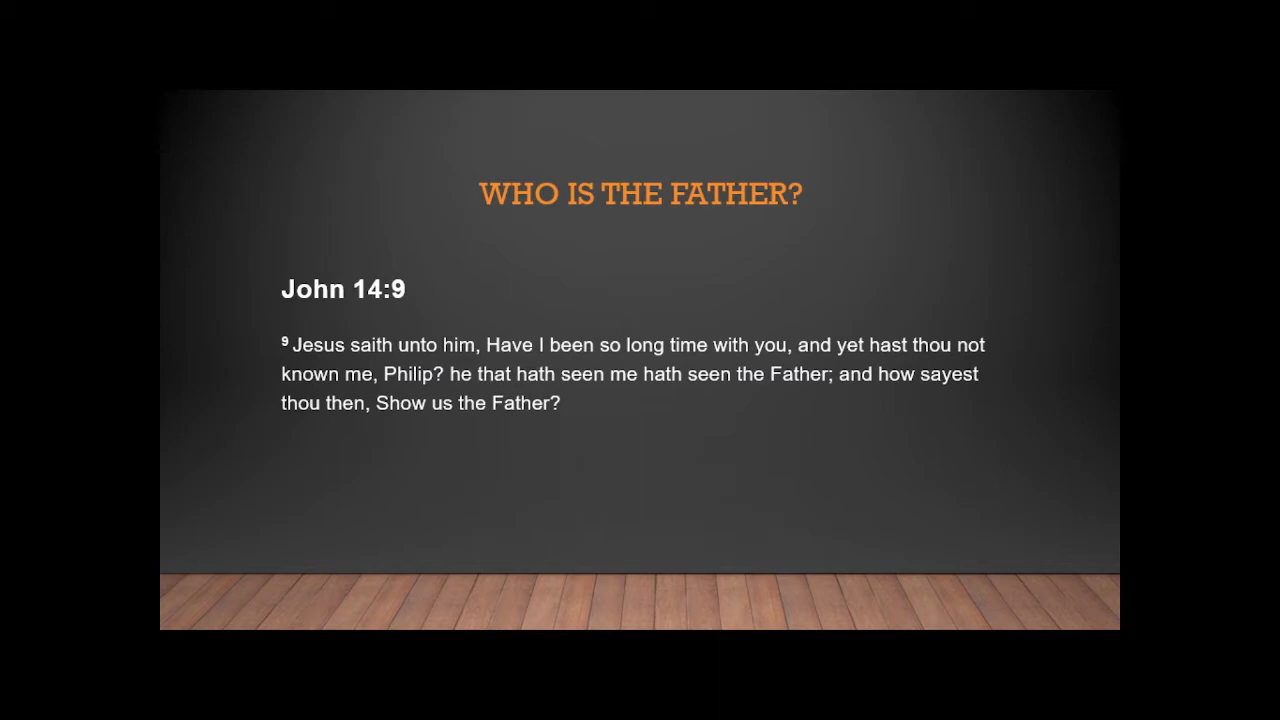 WHO IS THE FATHER?
John 14:9
9 Jesus saith unto him, Have I been so long time with you, and yet hast thou not
known me, Philip? he that hath seen me hath seen the Father; and how sayest
thou then, Show us the Father?